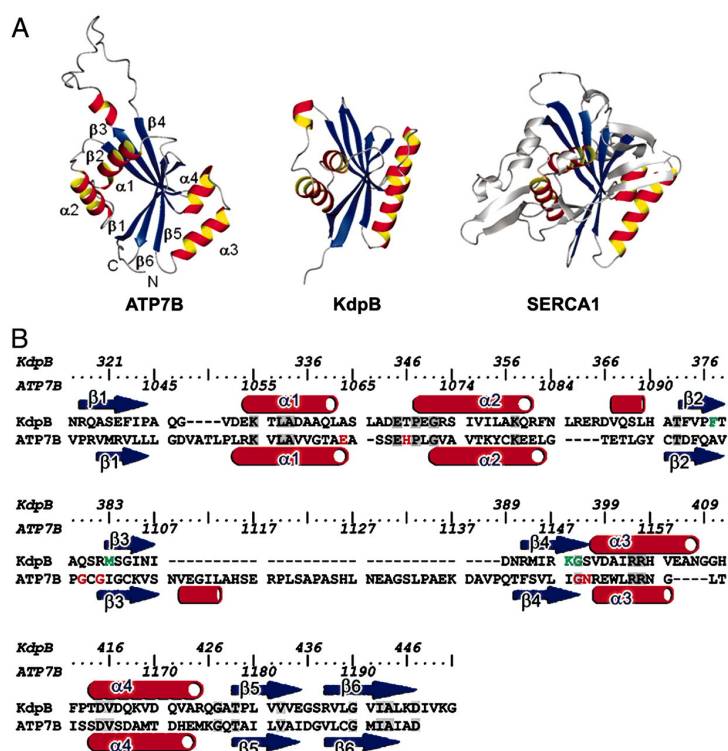 A
β4
β3
β2
α1
α4
α2
β1
β5
β6
α3
C
N
ATP7B
KdpB
SERCA1
B
KdpB 321 336 346 356 366 376
ATP7B 1045 1055 1065 1074 1084 1090
β1 α1 α2 β2
KdpB NRQASEFIPA QG----VDEK TLADAAQLAS LADETPEGRS IVILAKQRFN LRERDVQSLH ATFVPFT
ATP7B VPRVMRVLLL GDVATLPLRK VLAVVGTAEA SSEHPLGVAV TKYCKEELG ----TETLGY CTDFQAV
β1 α1 α2 β2
KdpB 383 389 399 409
ATP7B 1107 1117 1127 1137 1147 1157
β3 β4 α3
KdpB AQSRMSGINI ---------- DNRMIR KGSVDAIRRH VEANGGH
ATP7B PGCGIGCKVS NVEGILAHSE RPLSAPASHL NEAGSLPAEK DAVPQTFSVL IGNREWLRRN G----LT
β3 β4 α3
KdpB 416 426 436 446
ATP7B 1170 1180 1190
α4 β5 β6
KdpB FPTDVDQKVD QVARQGATPL VVVEGSRVLG VIALKDIVKG
ATP7B ISSDVSDAMT DHEMKGQTAI LVAIDGVLCG MIAIAD
α4 β5 β6